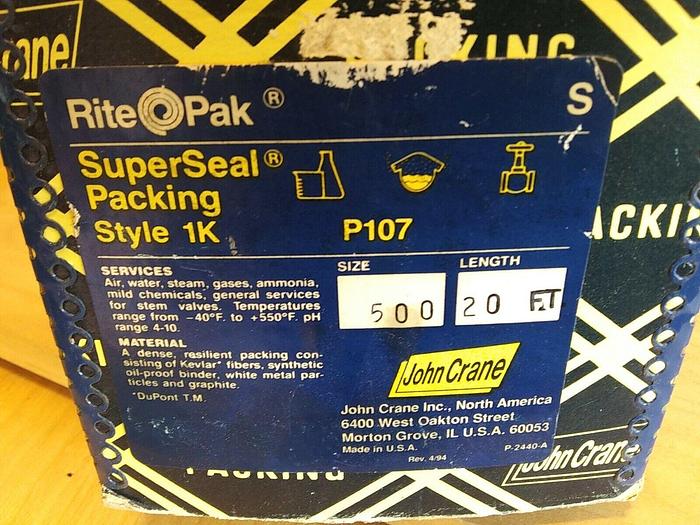 ane
PACKING
Rite Pak ®
S
SuperSeal®
Packing
Style 1K
P107
ACKIN
SERVICES
Air, water, steam, gases, ammonia,
mild chemicals, general services
for stem valves. Temperatures
range from -40°F. to +550°F. pH
range 4-10.
SIZE
500
LENGTH
20 FT.
MATERIAL
A dense, resilient packing con-
sisting of Kevlar* fibers, synthetic
oil-proof binder, white metal par-
ticles and graphite.
*DuPont T.M.
John Crane
John Crane Inc., North America
6400 West Oakton Street
Morton Grove, IL U.S.A. 60053
Made in U.S.A.
P-2440-A
Rev. 4/94
PACKING
John Cran